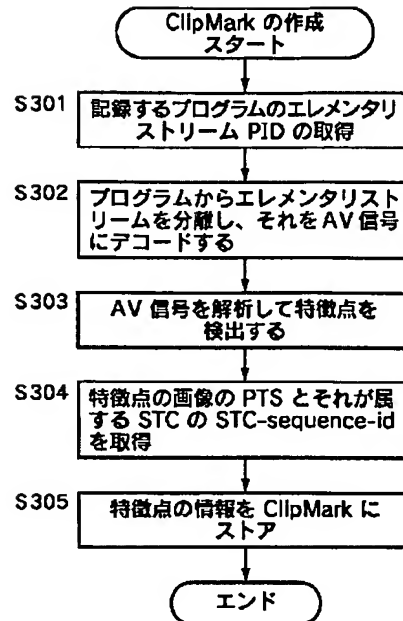 ClipMark の作成
スタート
S301
記録するプログラムのエレメンタリ
ストリーム PID の取得
S302
プログラムからエレメンタリスト
リームを分離し、それをAV 信号
にデコードする
S303
AV 信号を解析して特徴点を
検出する
S304
特徴点の画像の PTS とそれが属
する STC の STC-sequence-id
を取得
S305
特徴点の情報を ClipMark に
ストア
エンド